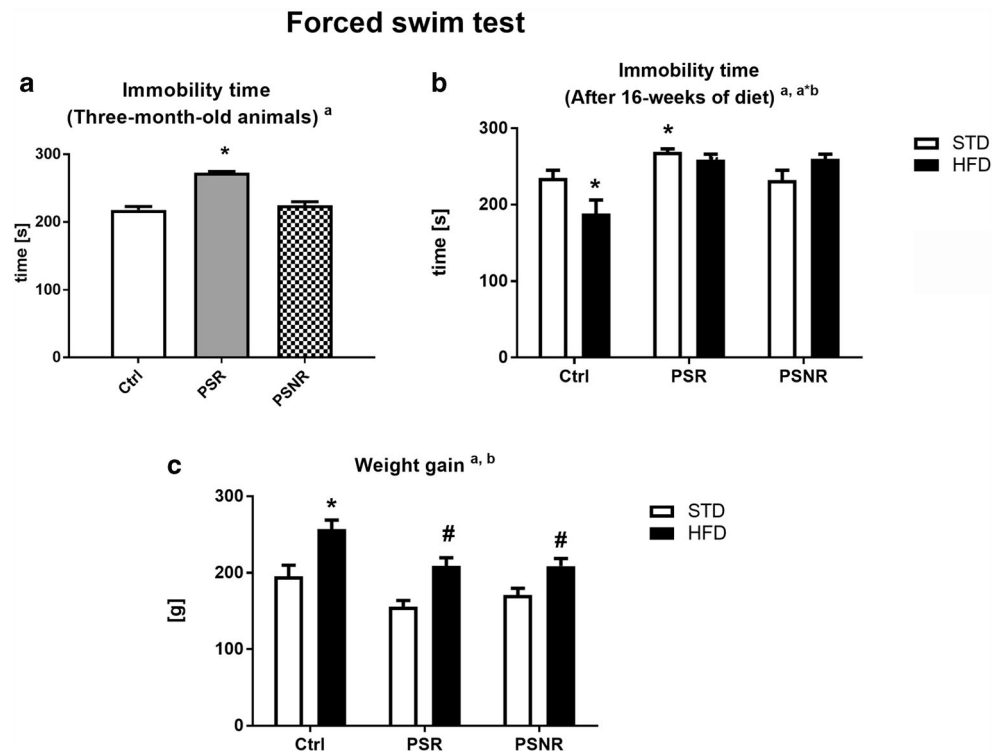 Forced swim test
a
Immobility time
(Three-month-old animals) a
*
300
200
100
0
time [s]
Ctrl
PSR
PSNR
b
Immobility time
(After 16-weeks of diet) a, a*b
*
*
300
200
100
0
time [s]
Ctrl PSR PSNR
STD
HFD
c
Weight gain a, b
*
#
#
300
200
100
0
[g]
Ctrl PSR PSNR
STD
HFD